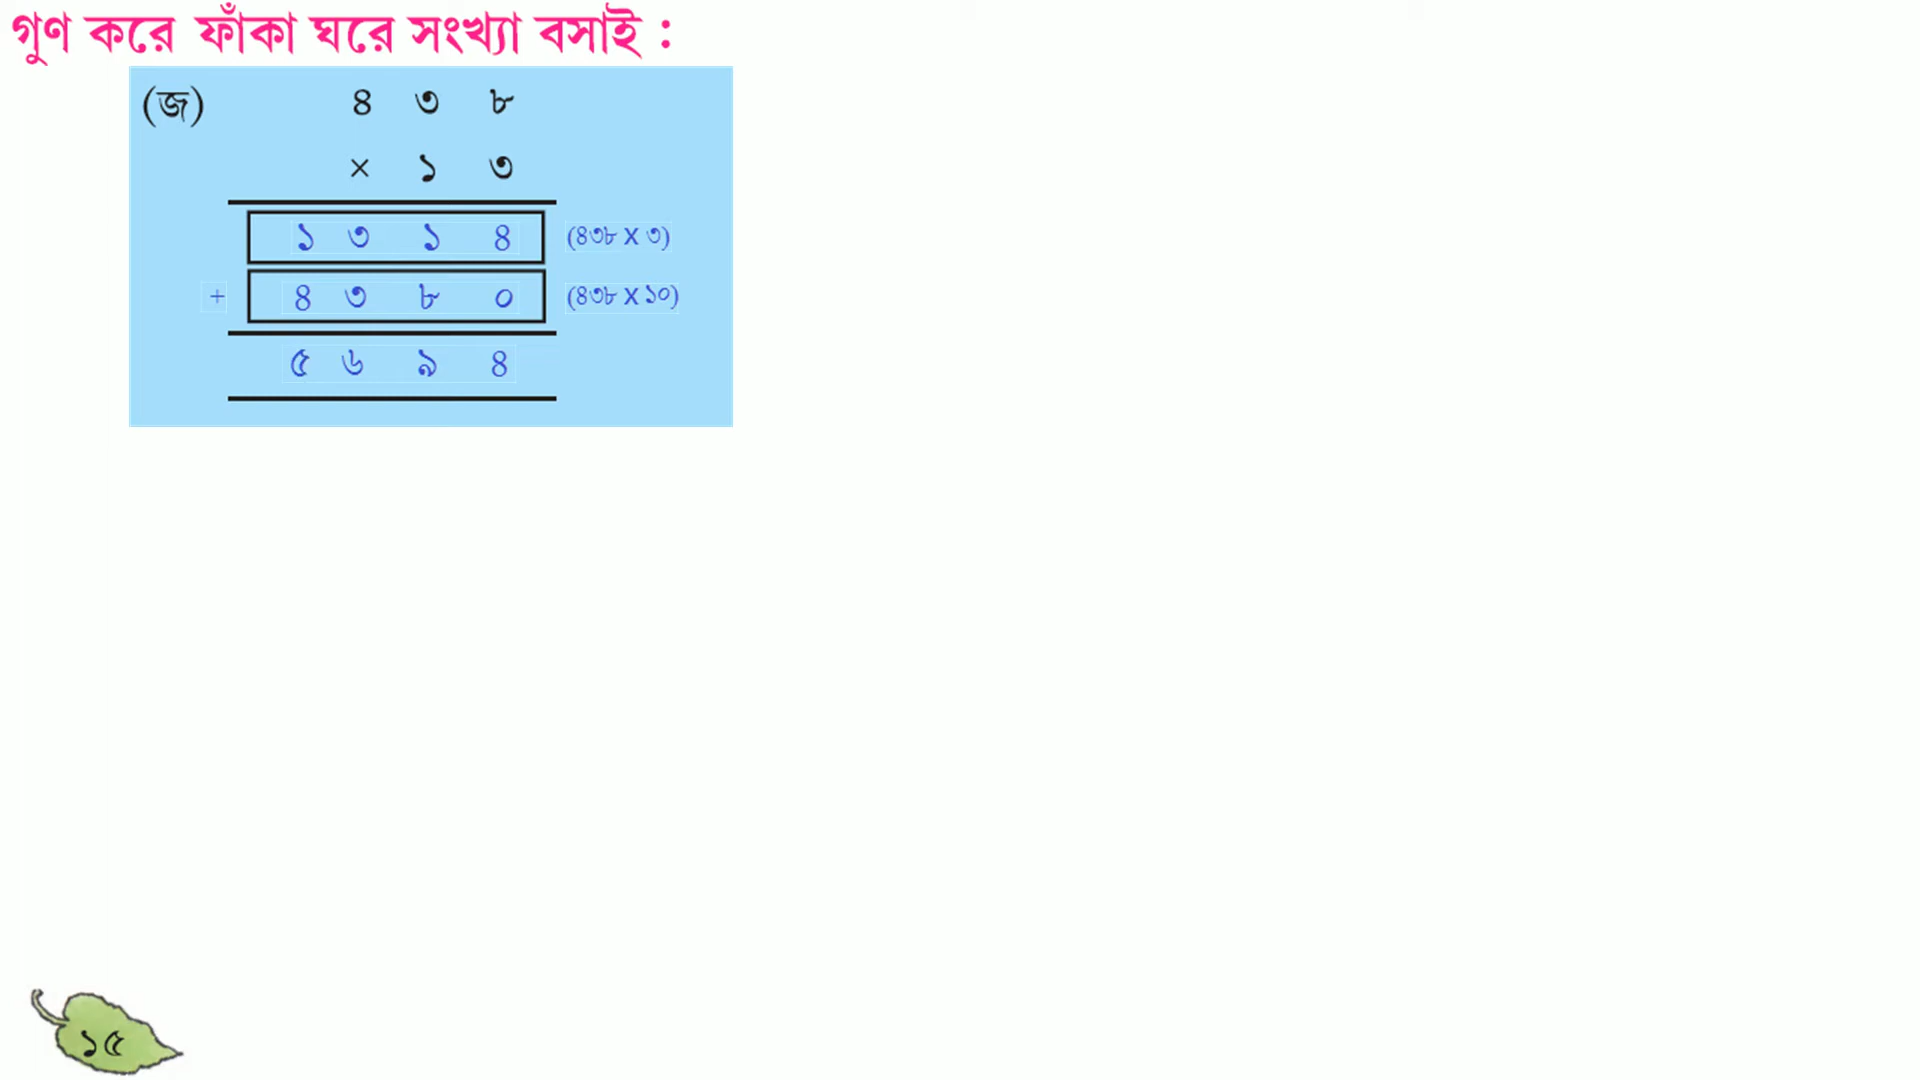 গুণ করে ফাঁকা ঘরে সংখ্যা বসাই :
(জ) ৪ ৩ ৮
× ১ ৩
১ ৩ ১ ৪ (৪৩৮ X ৩)
+ ৪ ৩ ৮ ০ (৪৩৮ X ১০)
৫ ৬ ৯ ৪
১৫